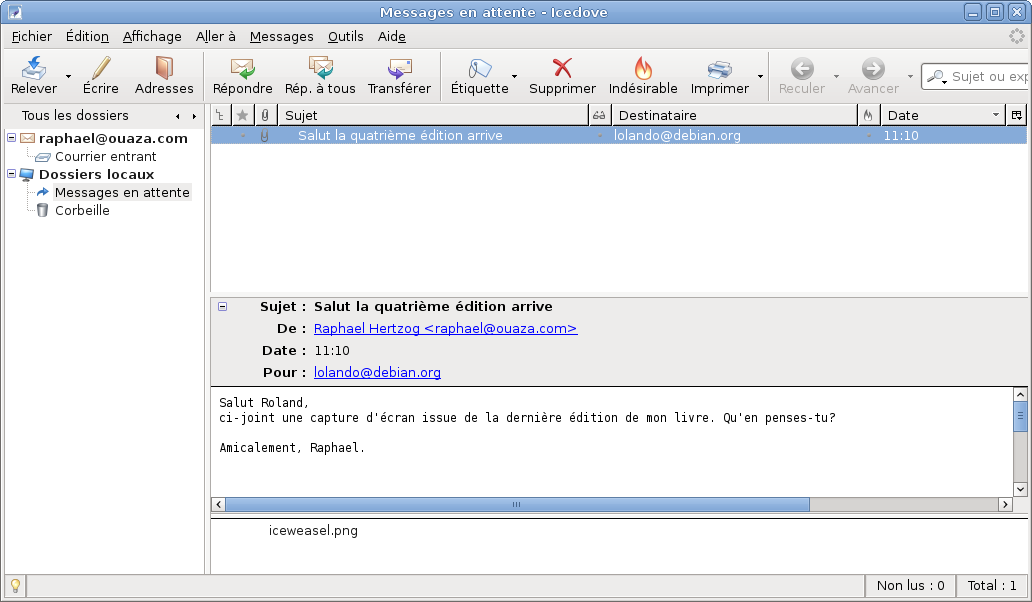 Messages en attente - Icedove
Fichier Édition Affichage Aller à Messages Outils Aide
Relever Écrire Adresses Répondre Rép. à tous Transférer Étiquette Supprimer Indésirable Imprimer Reculer Avancer Sujet ou exp
Tous les dossiers
Sujet Destinataire Date
raphael@ouaza.com
Courrier entrant
Dossiers locaux
Messages en attente
Corbeille
Salut la quatrième édition arrive lolando@debian.org 11:10
Sujet : Salut la quatrième édition arrive
De : Raphael Hertzog <raphael@ouaza.com>
Date : 11:10
Pour : lolando@debian.org
Salut Roland,
ci-joint une capture d'écran issue de la dernière édition de mon livre. Qu'en penses-tu?
Amicalement, Raphael.
iceweasel.png
Non lus : 0 Total : 1